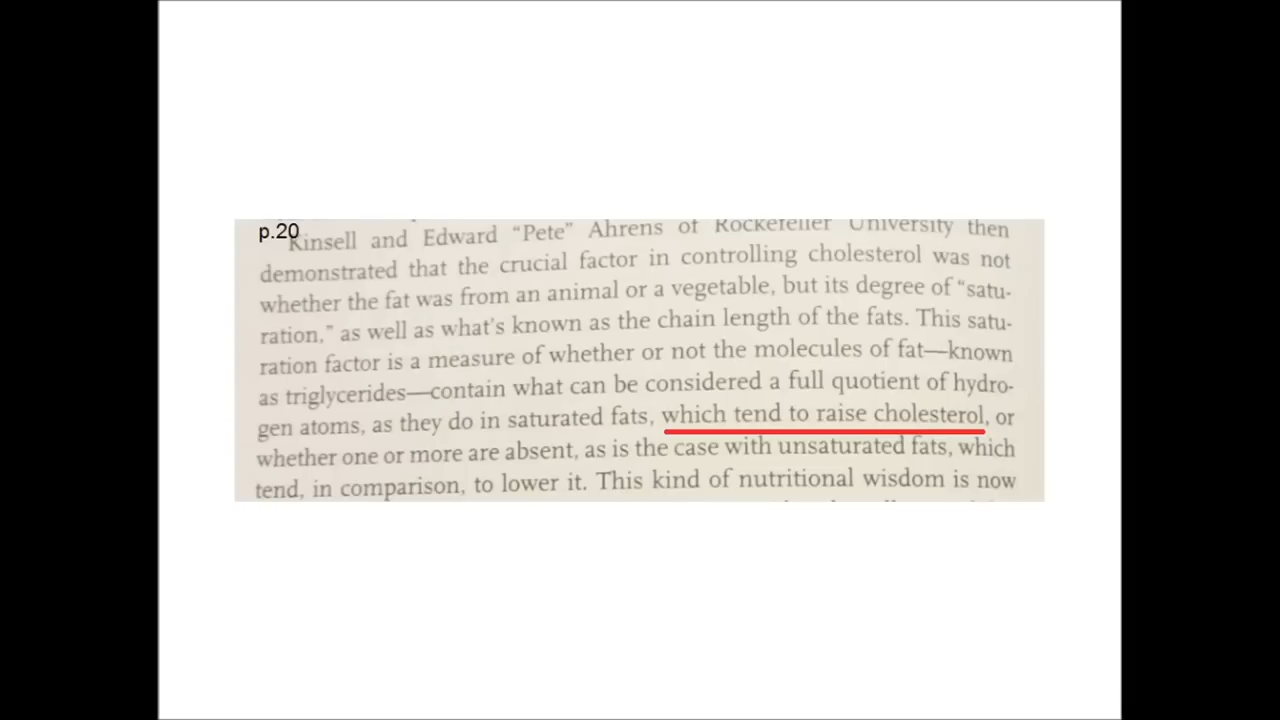 p.20
Kinsell and Edward “Pete” Ahrens of Rockefeller University then
demonstrated that the crucial factor in controlling cholesterol was not
whether the fat was from an animal or a vegetable, but its degree of “satu-
ration,” as well as what’s known as the chain length of the fats. This satu-
ration factor is a measure of whether or not the molecules of fat—known
as triglycerides—contain what can be considered a full quotient of hydro-
gen atoms, as they do in saturated fats, which tend to raise cholesterol, or
whether one or more are absent, as is the case with unsaturated fats, which
tend, in comparison, to lower it. This kind of nutritional wisdom is now